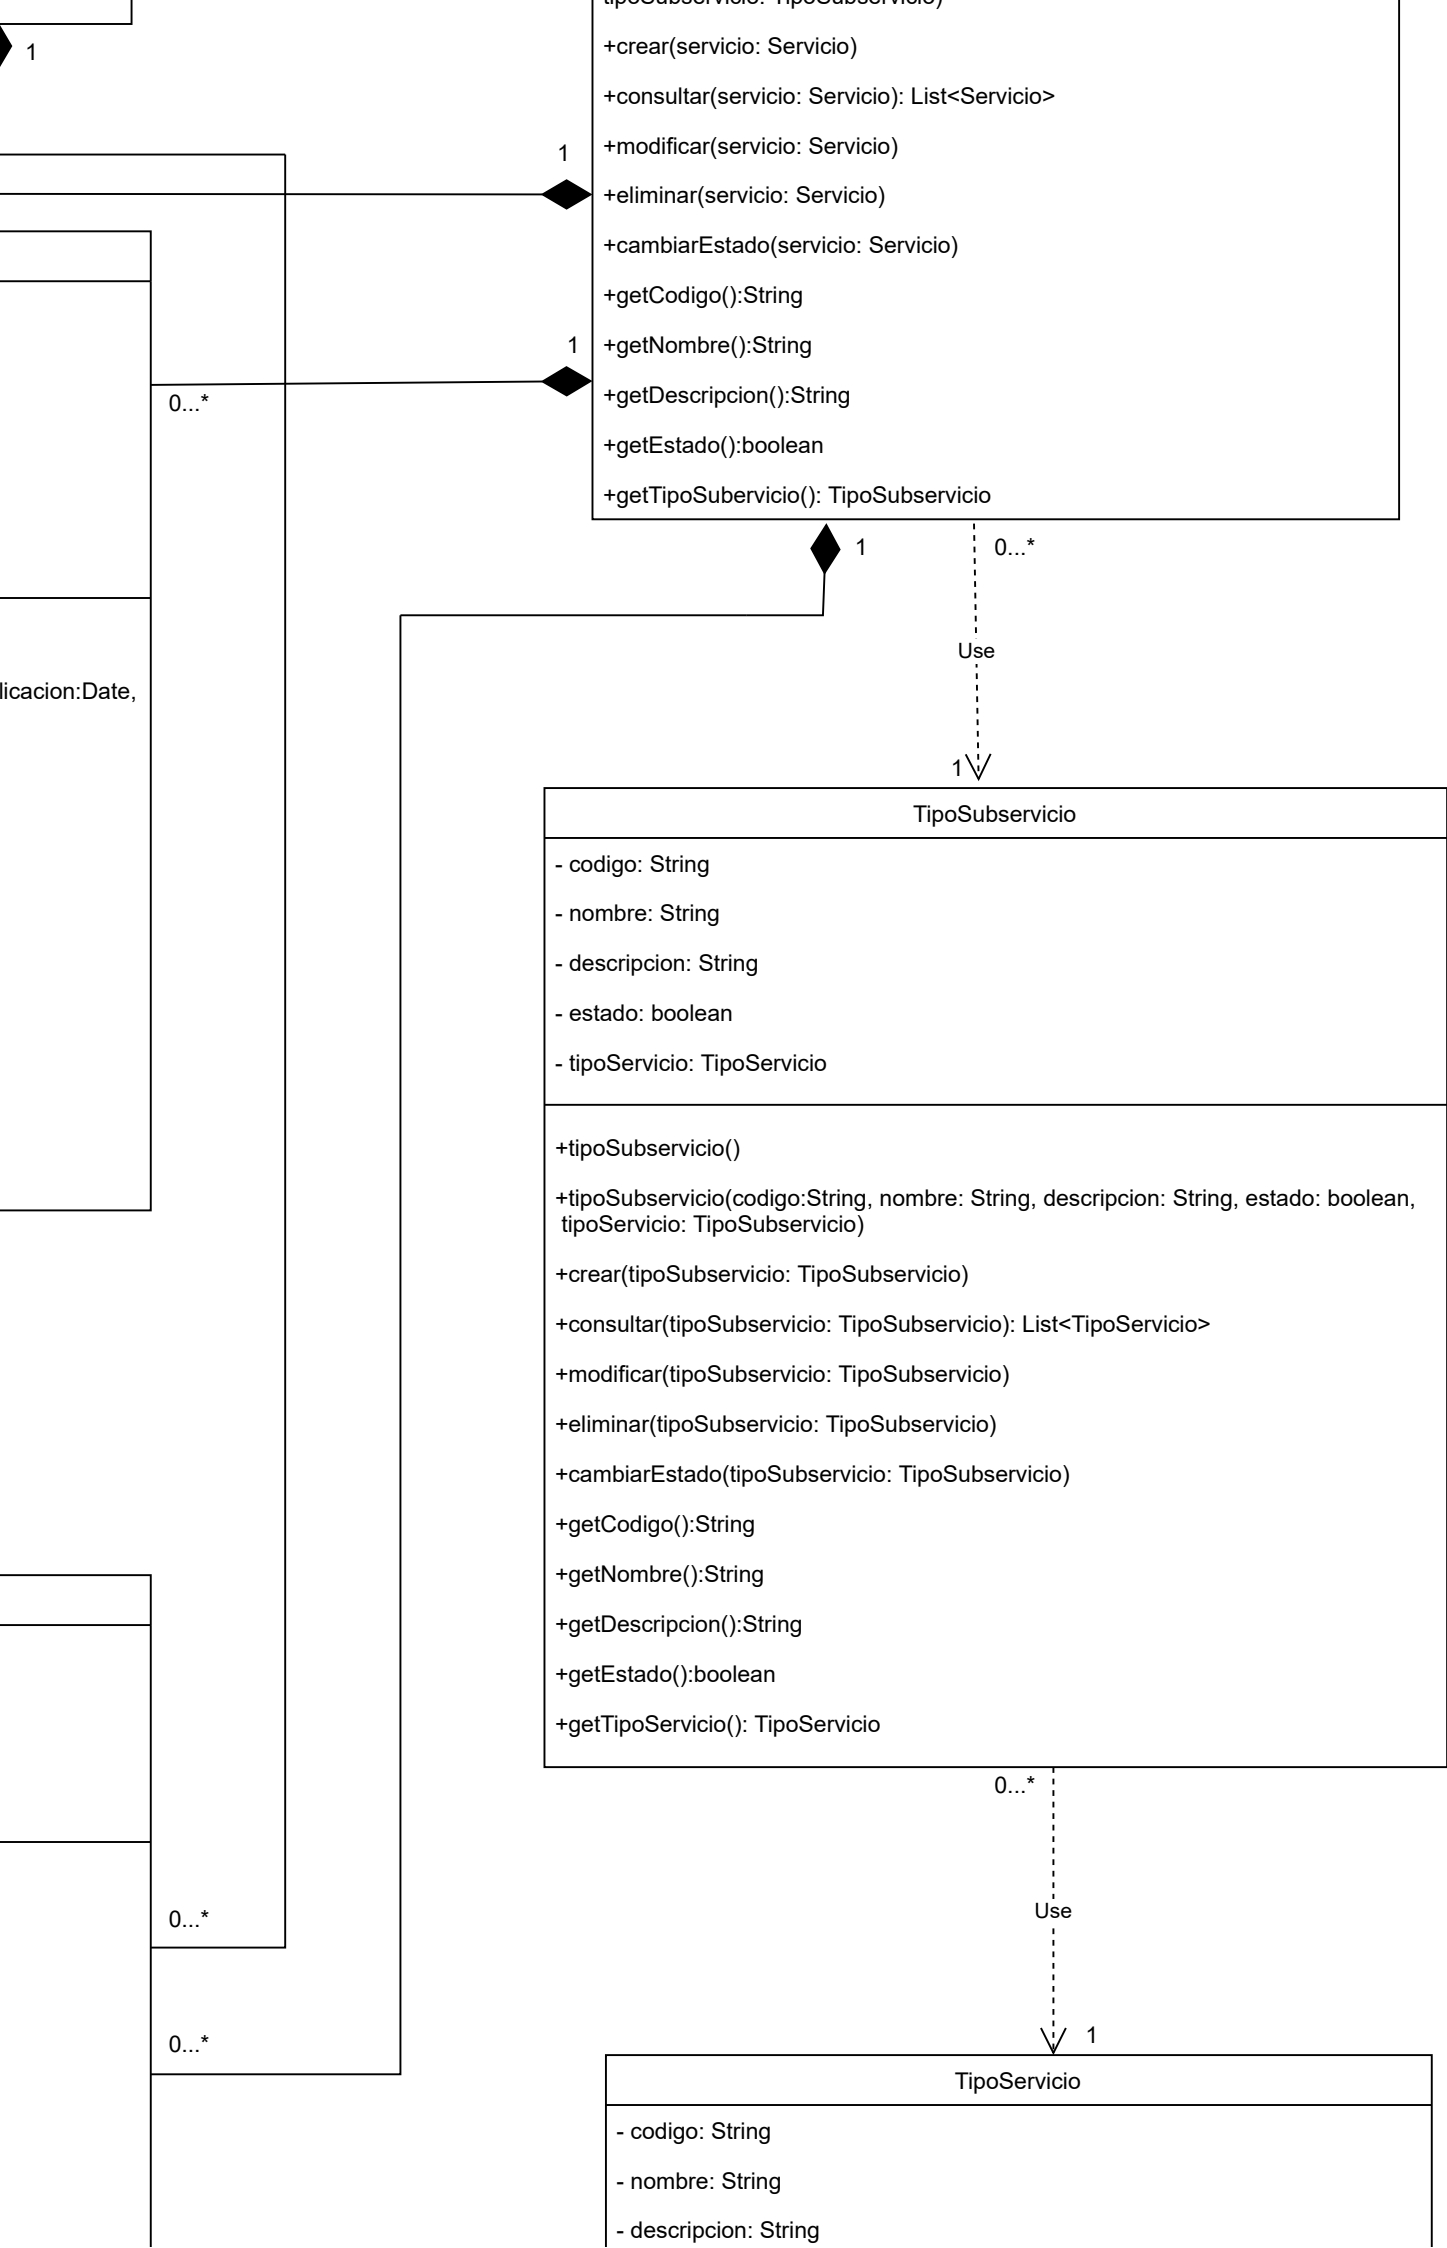 tipoSubservicio: TipoSubservicio)
+crear(servicio: Servicio)
1
+consultar(servicio: Servicio): List<Servicio>
+modificar(servicio: Servicio)
1
+eliminar(servicio: Servicio)
+cambiarEstado(servicio: Servicio)
+getCodigo():String
1
+getNombre():String
+getDescripcion():String
0...*
+getEstado():boolean
+getTipoSubervicio(): TipoSubservicio
1
0...*
Use
licacion:Date,
1
TipoSubservicio
- codigo: String
- nombre: String
- descripcion: String
- estado: boolean
- tipoServicio: TipoServicio
+tipoSubservicio()
+tipoSubservicio(codigo:String, nombre: String, descripcion: String, estado: boolean,
tipoServicio: TipoSubservicio)
+crear(tipoSubservicio: TipoSubservicio)
+consultar(tipoSubservicio: TipoSubservicio): List<TipoServicio>
+modificar(tipoSubservicio: TipoSubservicio)
+eliminar(tipoSubservicio: TipoSubservicio)
+cambiarEstado(tipoSubservicio: TipoSubservicio)
+getCodigo():String
+getNombre():String
+getDescripcion():String
+getEstado():boolean
+getTipoServicio(): TipoServicio
0...*
Use
0...*
0...*
1
TipoServicio
- codigo: String
- nombre: String
- descripcion: String